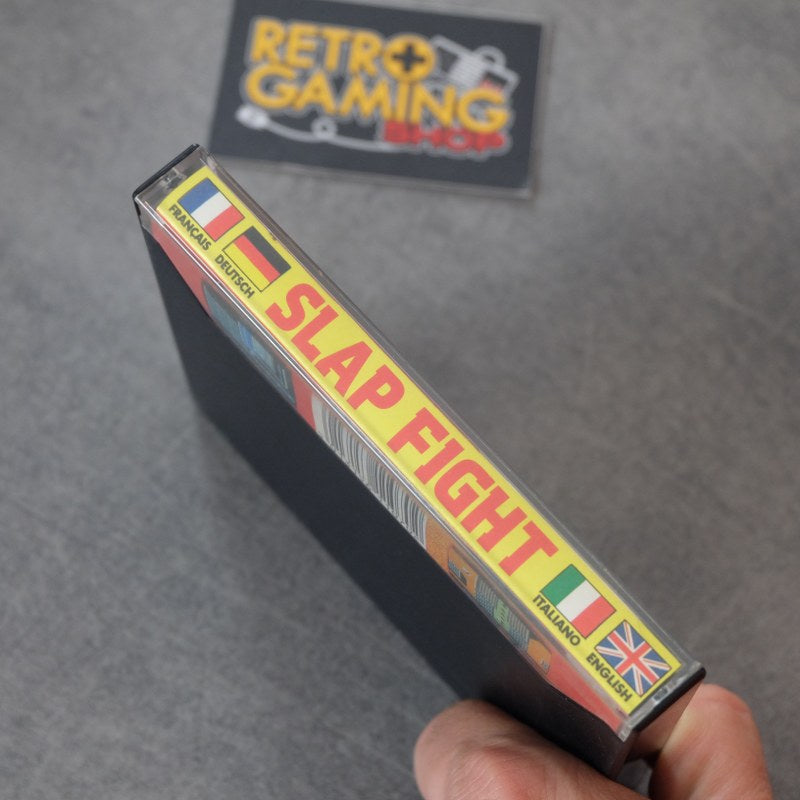 RETRO
GAMING
SHOP
FRANÇAIS
DEUTSCH
SLAP FIGHT
ITALIANO
ENGLISH